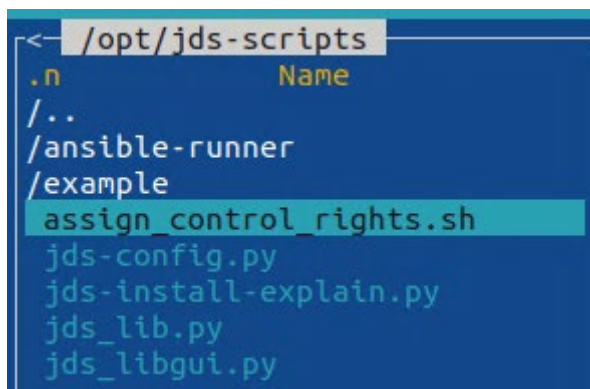 <- /opt/jds-scripts
.n Name
/..
/ansible-runner
/example
assign_control_rights.sh
jds-config.py
jds-install-explain.py
jds_lib.py
jds_libgui.py